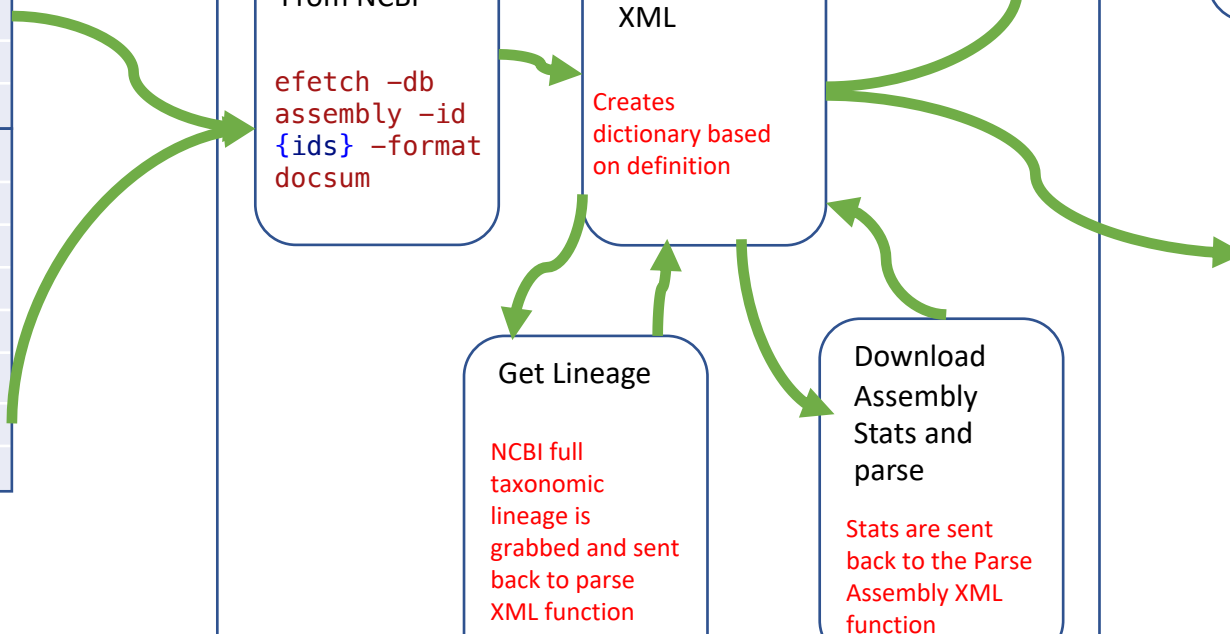 From NCBI
efetch –db
assembly –id
{ids} –format
docsum
XML
Creates
dictionary based
on definition
Get Lineage
NCBI full
taxonomic
lineage is
grabbed and sent
back to parse
XML function
Download
Assembly
Stats and
parse
Stats are sent
back to the Parse
Assembly XML
function